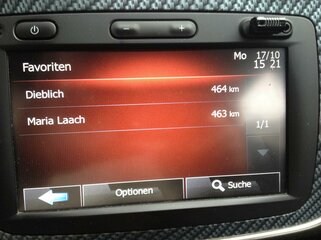 Favoriten
Mo 17/10
15 21
Dieblich 464 km
Maria Laach 463 km
1/1
Optionen
Suche